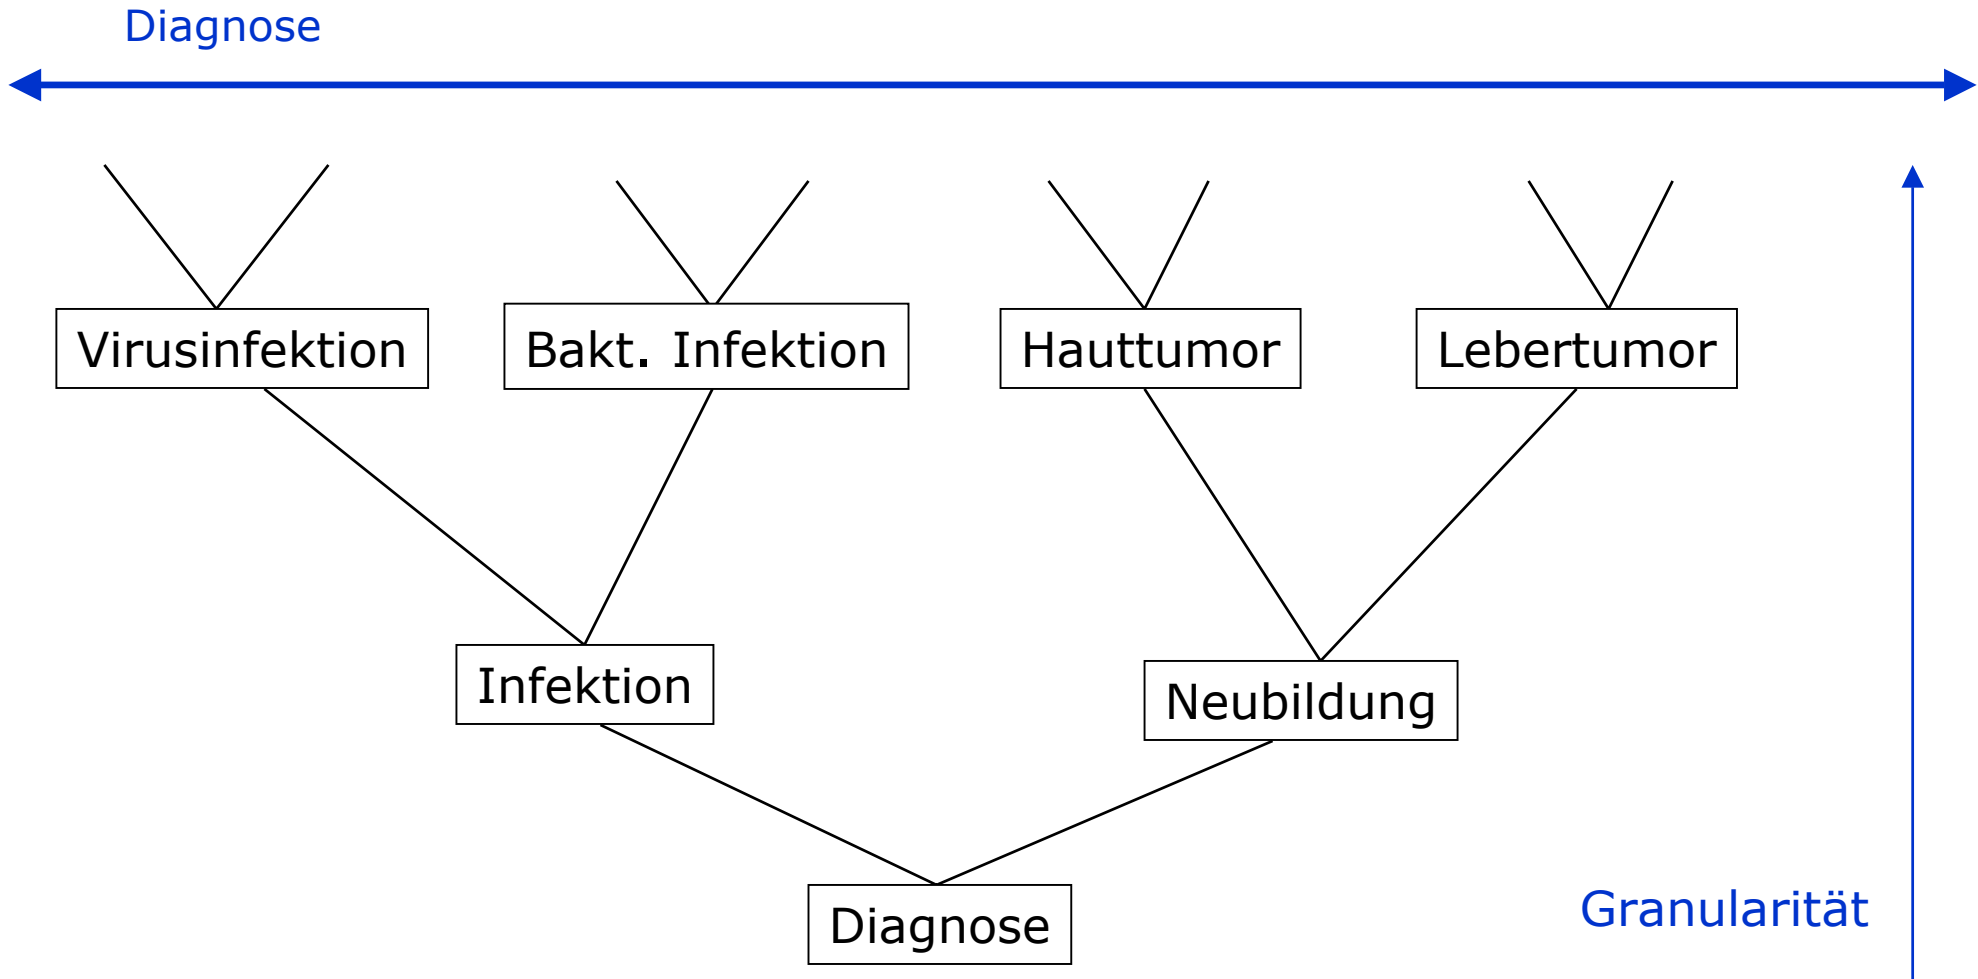 Diagnose
Virusinfektion
Bakt. Infektion
Hauttumor
Lebertumor
Infektion
Neubildung
Diagnose
Granularität